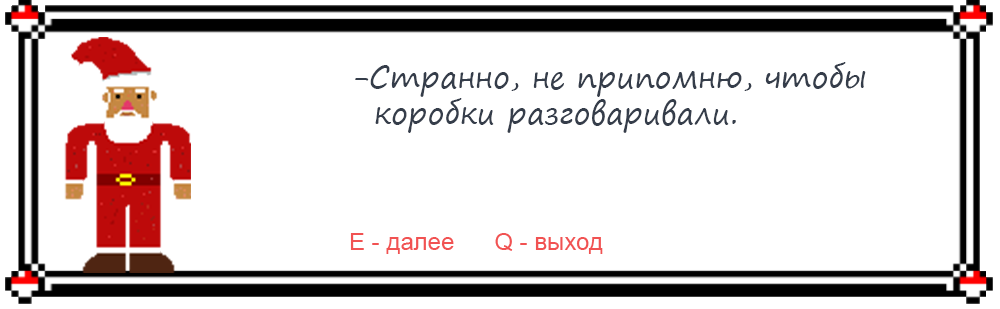 -Странно, не припомню, чтобы
коробки разговаривали.
E - далее Q - выход